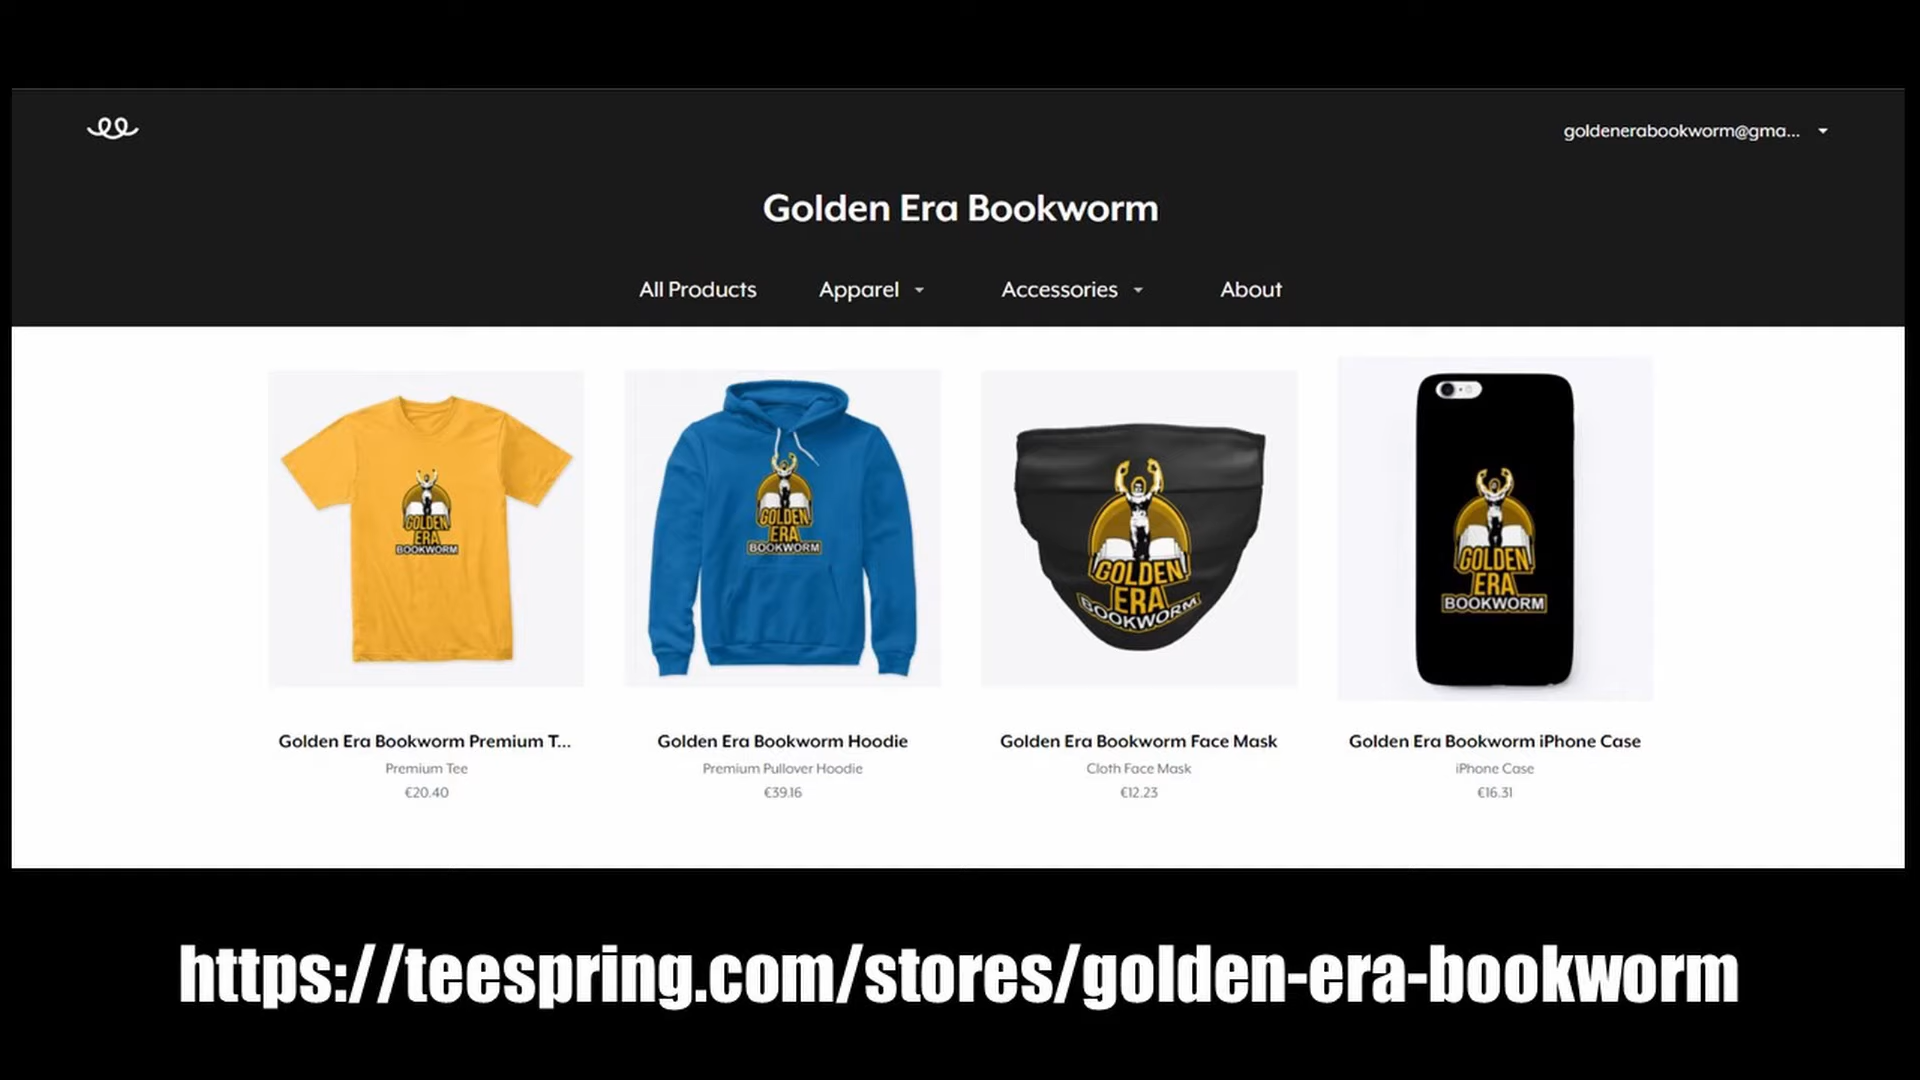 goldenerabookworm@gma...
Golden Era Bookworm
All Products Apparel Accessories About
GOLDEN
ERA
BOOKWORM
GOLDEN
ERA
BOOKWORM
GOLDEN
ERA
BOOKWORM
GOLDEN
ERA
BOOKWORM
Golden Era Bookworm Premium T...
Premium Tee
€20.40
Golden Era Bookworm Hoodie
Premium Pullover Hoodie
€39.16
Golden Era Bookworm Face Mask
Cloth Face Mask
€12.23
Golden Era Bookworm iPhone Case
iPhone Case
€16.31
https://teespring.com/stores/golden-era-bookworm